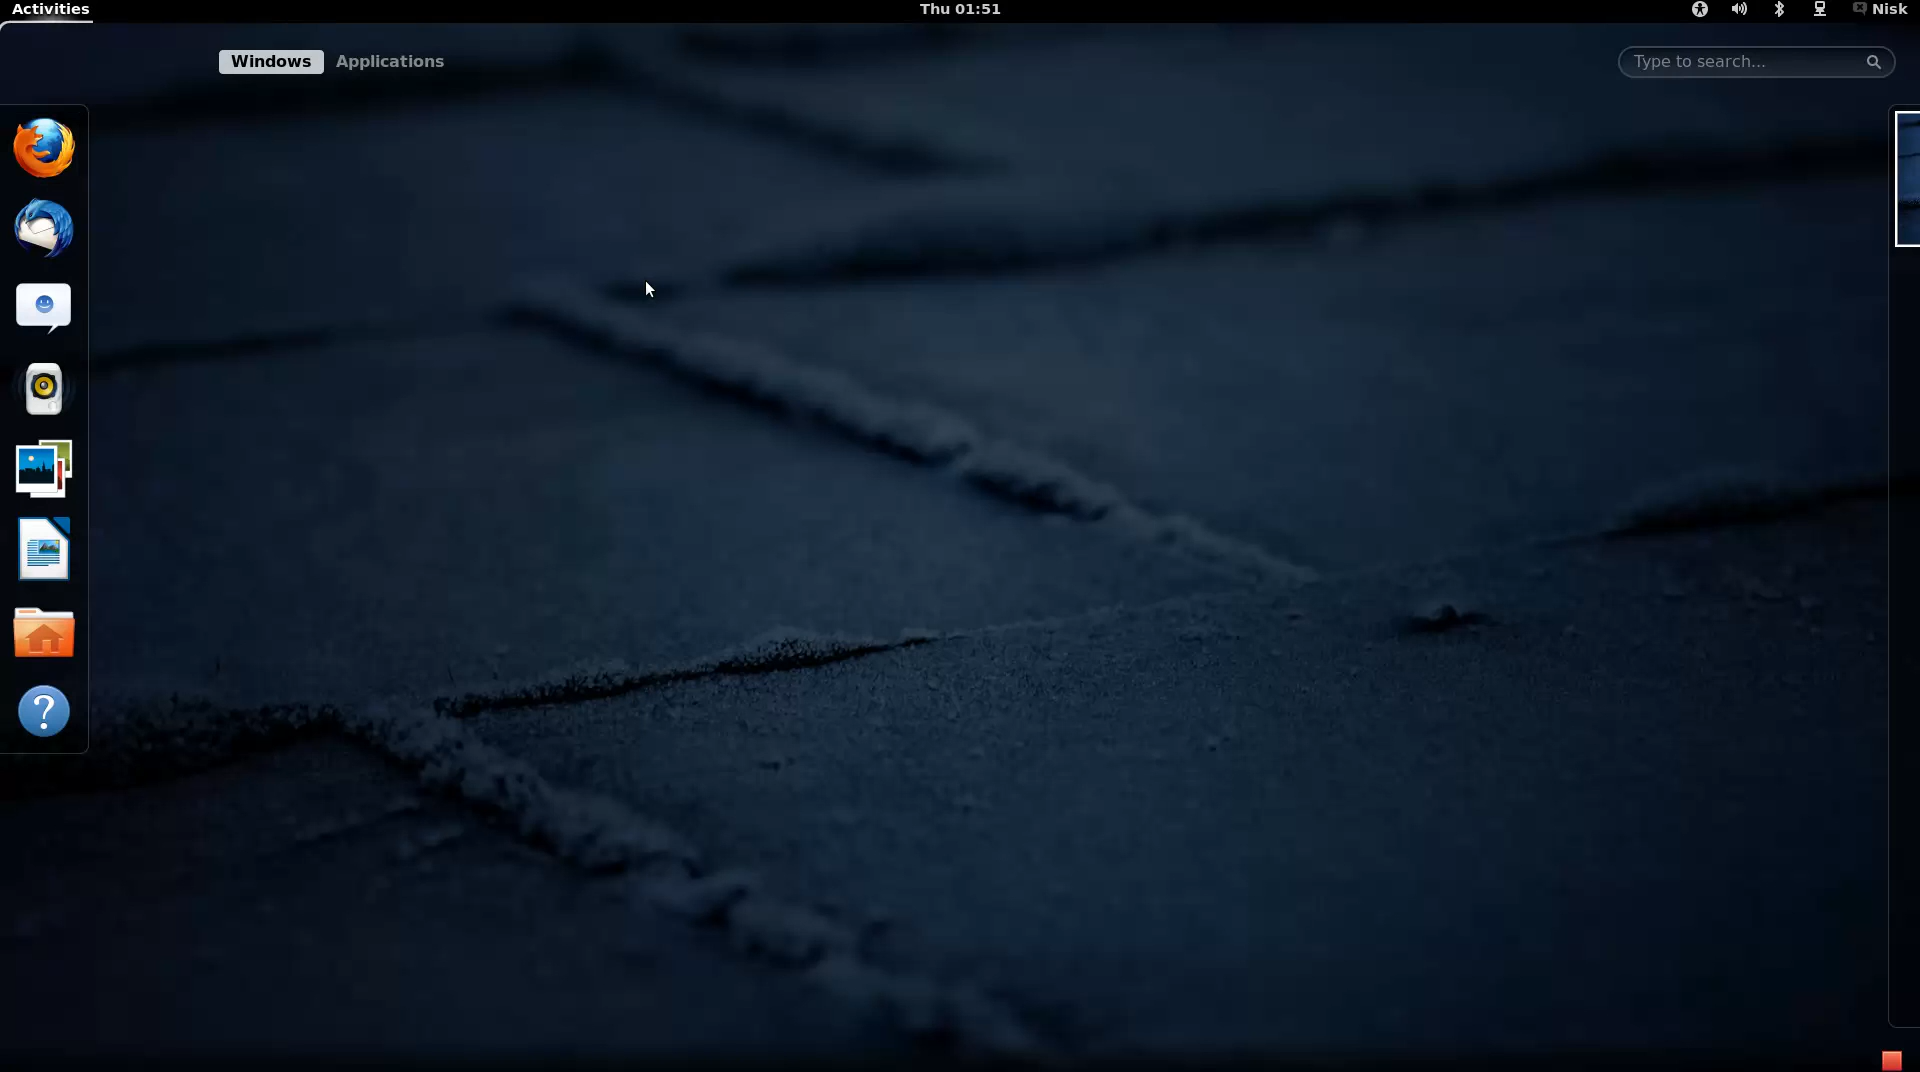 Activities
Thu 01:51
Nisk
Windows
Applications
Type to search...